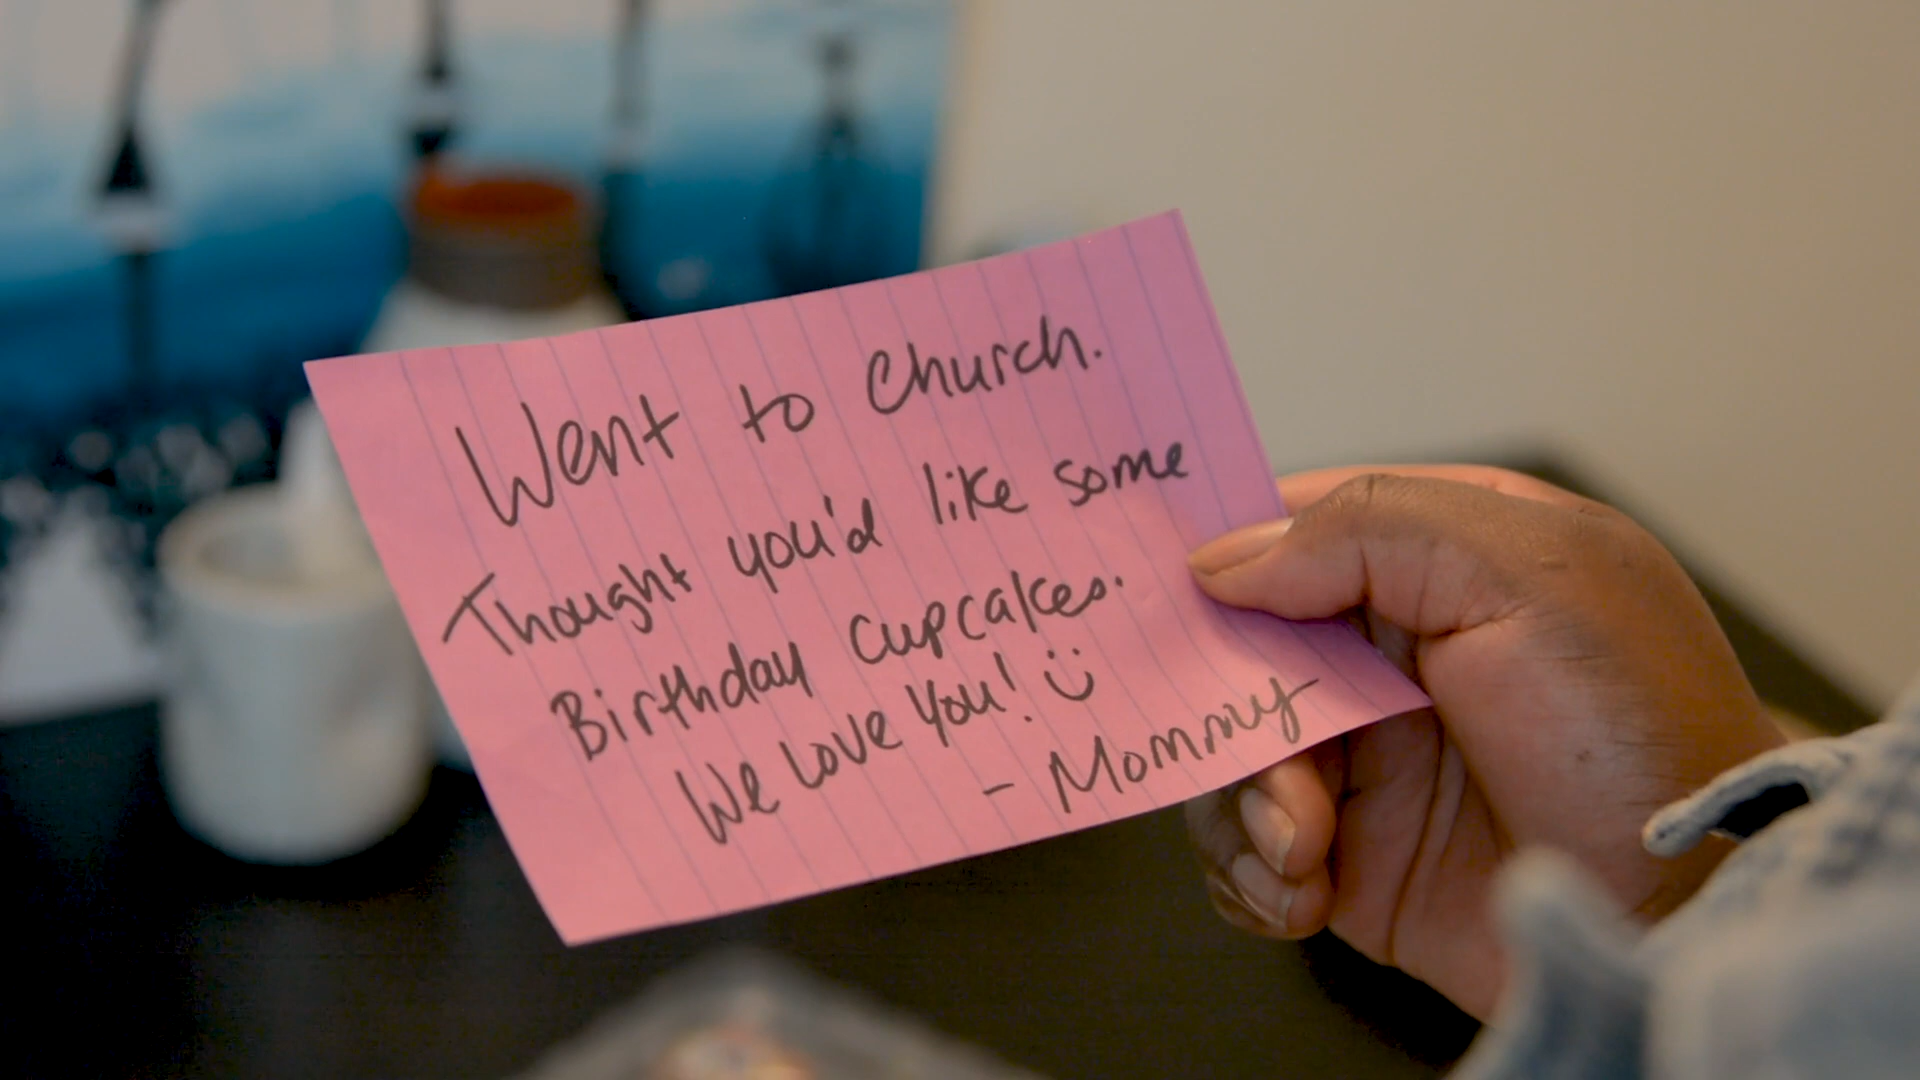 Went to Church.
Thought you'd like some
Birthday Cupcakes.
We Love You! :)
- Mommy